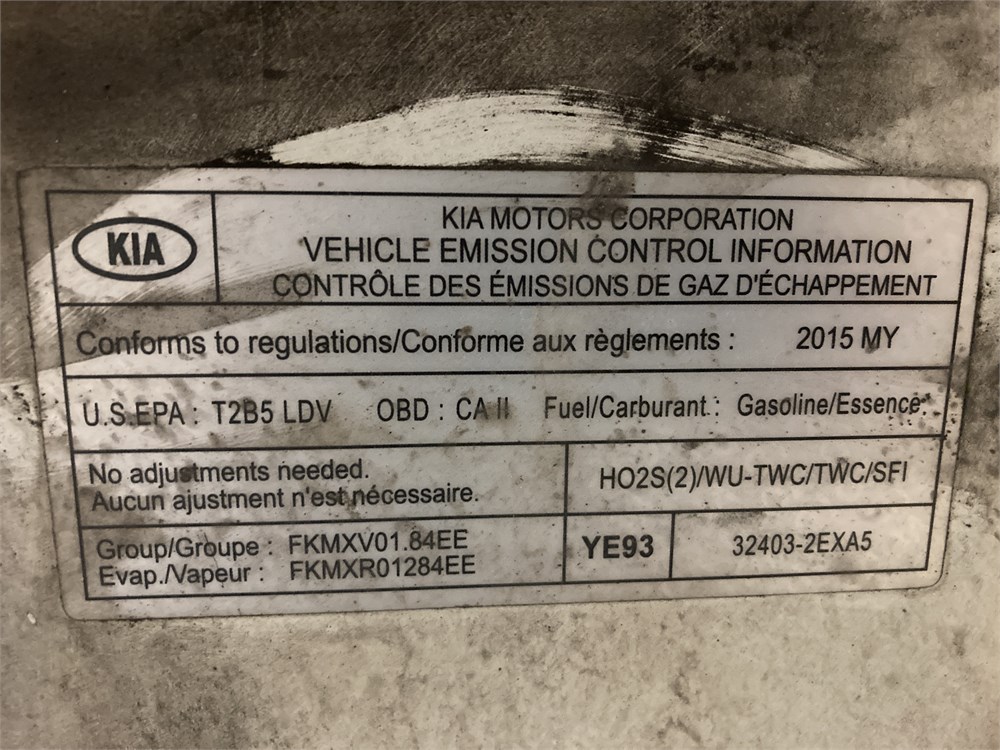 KIA
KIA MOTORS CORPORATION
VEHICLE EMISSION CONTROL INFORMATION
CONTRÔLE DES ÉMISSIONS DE GAZ D'ÉCHAPPEMENT
Conforms to regulations/Conforme aux règlements : 2015 MY
U.S.EPA : T2B5 LDV OBD : CA II Fuel/Carburant : Gasoline/Essence
No adjustments needed.
Aucun ajustment n'est nécessaire.
HO2S(2)/WU-TWC/TWC/SFI
Group/Groupe : FKMXV01.84EE
Evap./Vapeur : FKMXR01284EE
YE93
32403-2EXA5